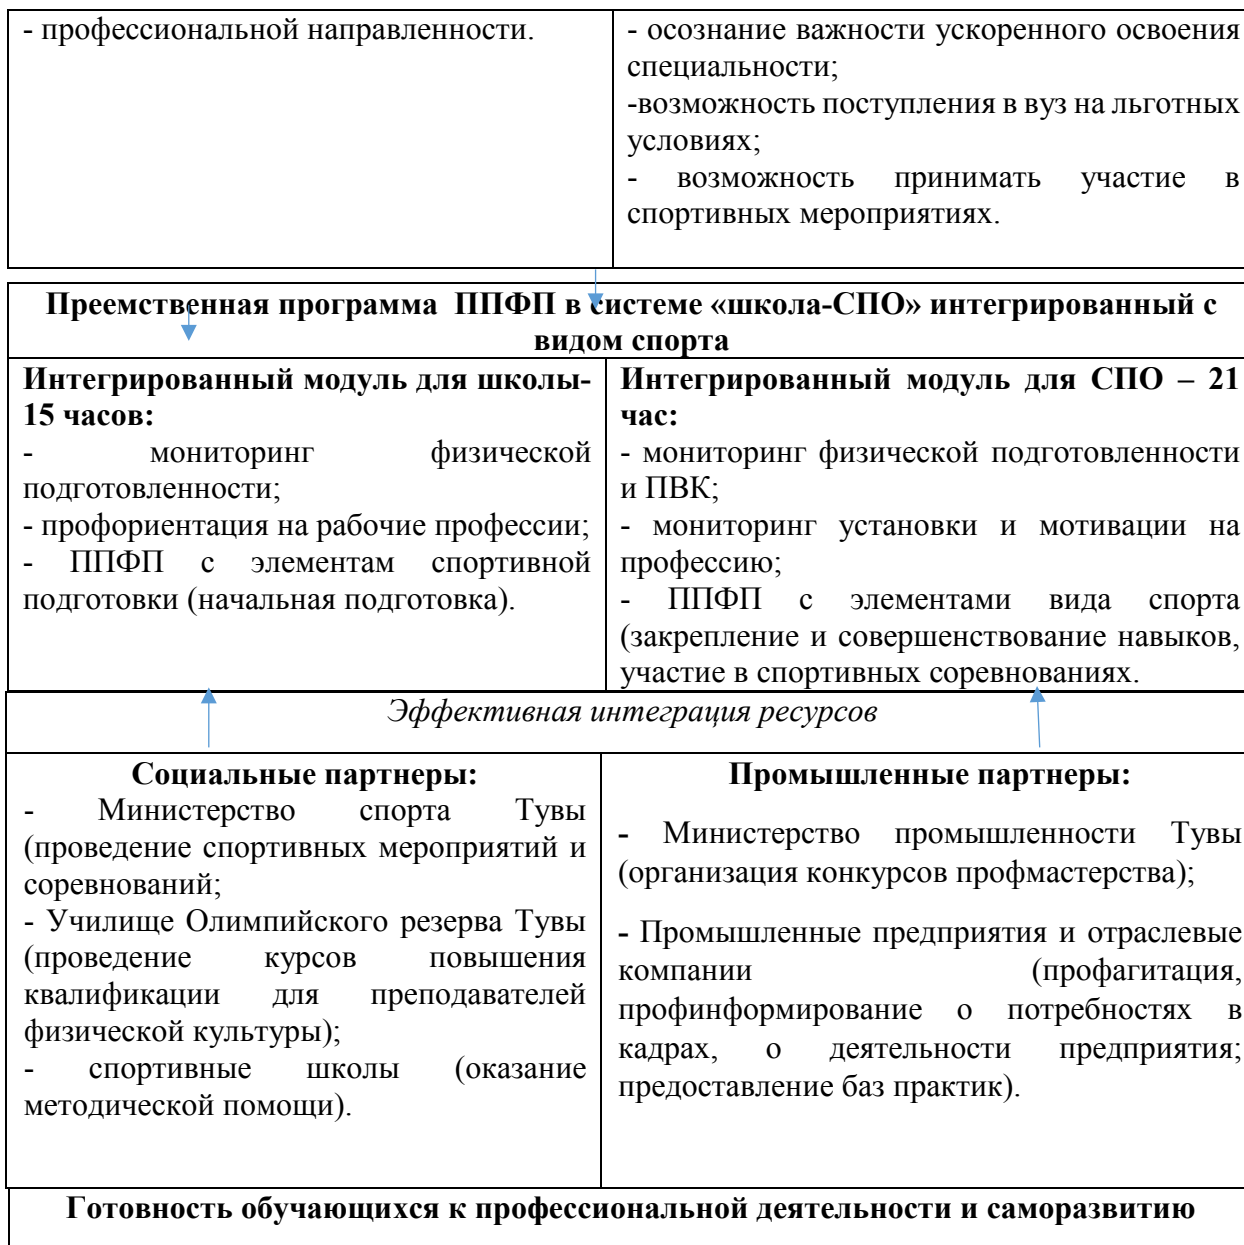 - профессиональной направленности.
- осознание важности ускоренного освоения
специальности;
-возможность поступления в вуз на льготных
условиях;
- возможность принимать участие в
спортивных мероприятиях.
Преемственная программа ППФП в системе «школа-СПО» интегрированный с
видом спорта
Интегрированный модуль для школы-
15 часов:
- мониторинг физической
подготовленности;
- профориентация на рабочие профессии;
- ППФП с элементам спортивной
подготовки (начальная подготовка).
Интегрированный модуль для СПО – 21
час:
- мониторинг физической подготовленности
и ПВК;
- мониторинг установки и мотивации на
профессию;
- ППФП с элементами вида спорта
(закрепление и совершенствование навыков,
участие в спортивных соревнованиях.
Эффективная интеграция ресурсов
Социальные партнеры:
- Министерство спорта Тувы
(проведение спортивных мероприятий и
соревнований;
- Училище Олимпийского резерва Тувы
(проведение курсов повышения
квалификации для преподавателей
физической культуры);
- спортивные школы (оказание
методической помощи).
Промышленные партнеры:
- Министерство промышленности Тувы
(организация конкурсов профмастерства);
- Промышленные предприятия и отраслевые
компании (профагитация,
профинформирование о потребностях в
кадрах, о деятельности предприятия;
предоставление баз практик).
Готовность обучающихся к профессиональной деятельности и саморазвитию